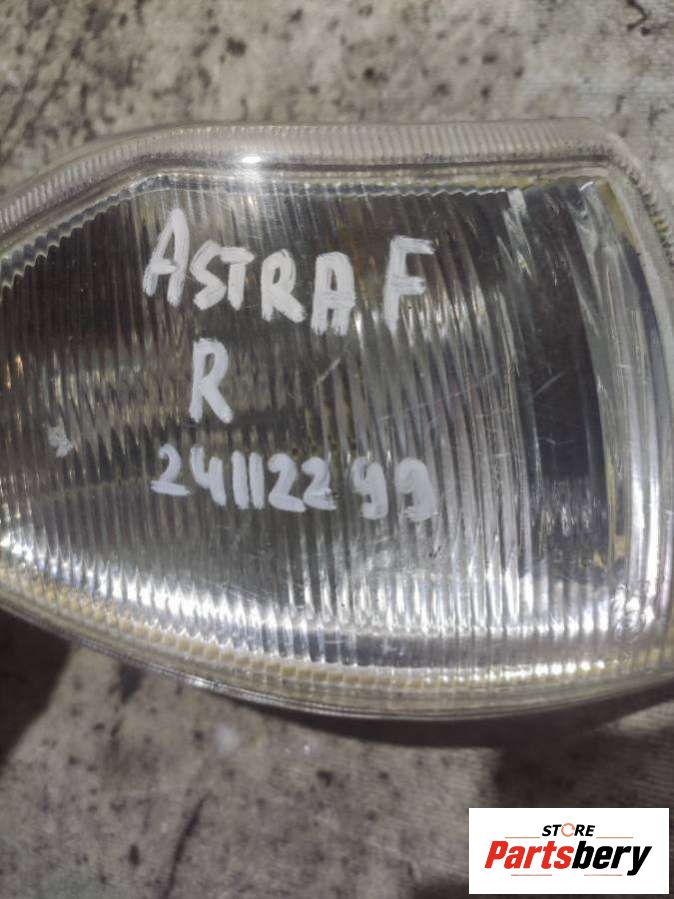 ASTRA F
R
24112299
STORE
Partsbery